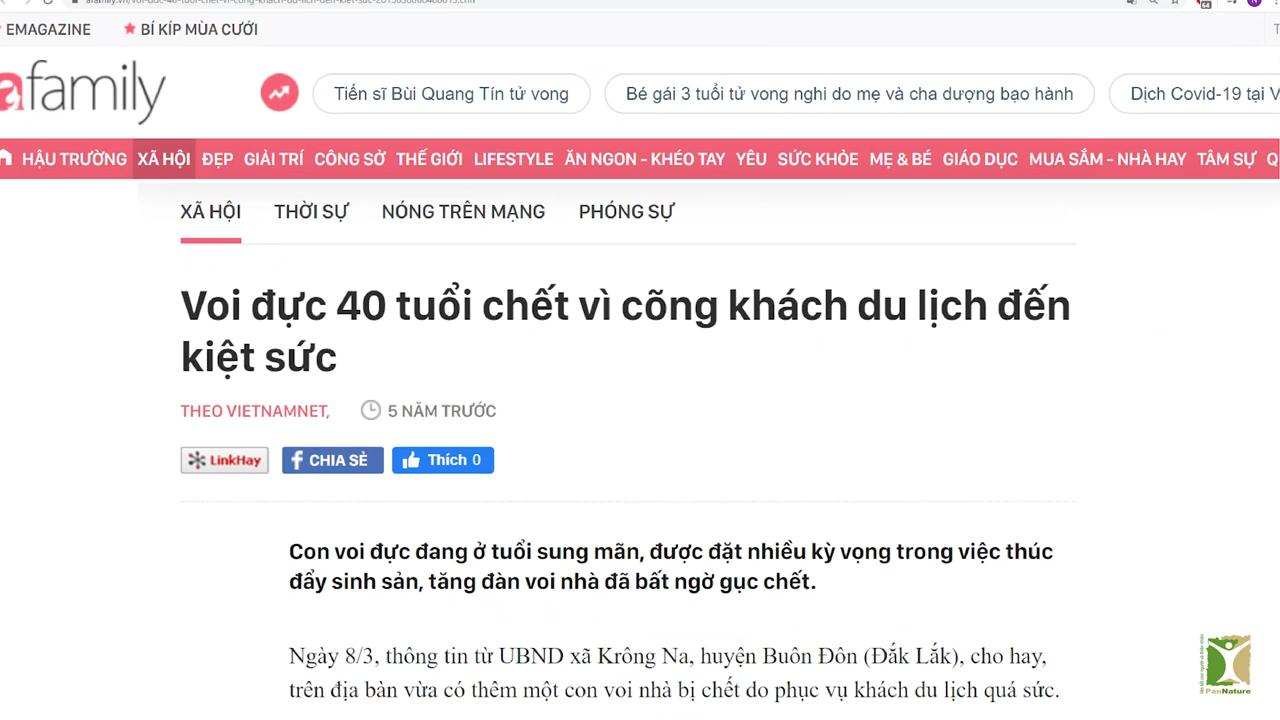 EMAGAZINE BÍ KÍP MÙA CƯỚI
afamily
Tiến sĩ Bùi Quang Tín tử vong Bé gái 3 tuổi tử vong nghi do mẹ và cha dượng bạo hành Dịch Covid-19 tại
HẬU TRƯỜNG XÃ HỘI ĐẸP GIẢI TRÍ CÔNG SỞ THẾ GIỚI LIFESTYLE ĂN NGON - KHÉO TAY YÊU SỨC KHỎE MẸ & BÉ GIÁO DỤC MUA SẮM - NHÀ HAY TÂM SỰ
XÃ HỘI THỜI SỰ NÓNG TRÊN MẠNG PHÓNG SỰ
Voi đực 40 tuổi chết vì cõng khách du lịch đến
kiệt sức
THEO VIETNAMNET, 5 NĂM TRƯỚC
LinkHay CHIA SẺ Thích 0
Con voi đực đang ở tuổi sung mãn, được đặt nhiều kỳ vọng trong việc thúc
đẩy sinh sản, tăng đàn voi nhà đã bất ngờ gục chết.
Ngày 8/3, thông tin từ UBND xã Krông Na, huyện Buôn Đôn (Đắk Lắk), cho hay,
trên địa bàn vừa có thêm một con voi nhà bị chết do phục vụ khách du lịch quá sức.
PanNature